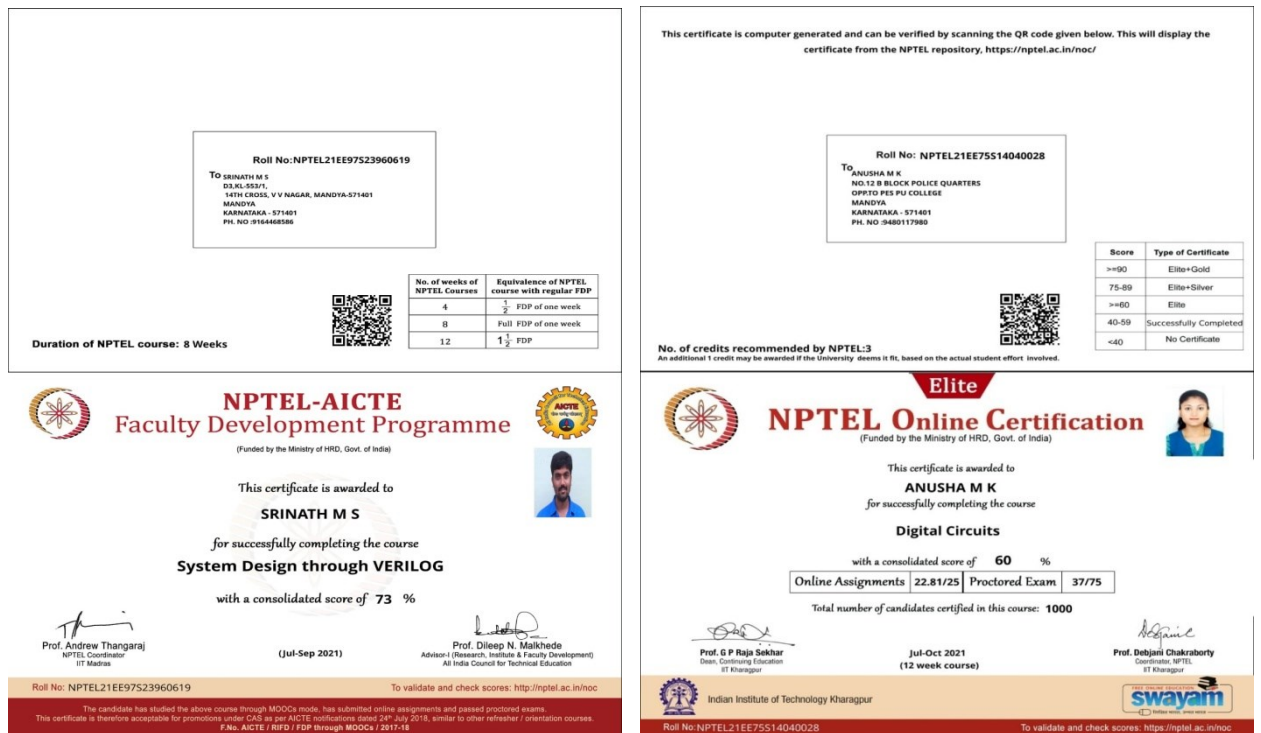 Roll No:NPTEL21EE97S23960619
To SRINATH M S
D3,KL-553/1,
14TH CROSS, V V NAGAR, MANDYA-571401
MANDYA
KARNATAKA - 571401
PH. NO :9164468586
No. of weeks of NPTEL Courses | Equivalence of NPTEL course with regular FDP
4 | 1/2 FDP of one week
8 | Full FDP of one week
12 | 1 1/2 FDP
Duration of NPTEL course: 8 Weeks
NPTEL-AICTE
Faculty Development Programme
(Funded by the Ministry of HRD, Govt. of India)
AICTE
This certificate is awarded to
SRINATH M S
for successfully completing the course
System Design through VERILOG
with a consolidated score of 73 %
Prof. Andrew Thangaraj
NPTEL Coordinator
IIT Madras
(Jul-Sep 2021)
Prof. Dileep N. Malkhede
Advisor-I (Research, Institute & Faculty Development)
All India Council for Technical Education
Roll No: NPTEL21EE97S23960619 To validate and check scores: http://nptel.ac.in/noc
The candidate has studied the above course through MOOCs mode, has submitted online assignments and passed proctored exams.
This certificate is therefore acceptable for promotions under CAS as per AICTE notifications dated 24th July 2018, similar to other refresher / orientation courses.
F.No. AICTE / RIFD / FDP through MOOCs / 2017-18
This certificate is computer generated and can be verified by scanning the QR code given below. This will display the
certificate from the NPTEL repository, https://nptel.ac.in/noc/
Roll No: NPTEL21EE75S14040028
To
ANUSHA M K
NO.12 B BLOCK POLICE QUARTERS
OPP.TO PES PU COLLEGE
MANDYA
KARNATAKA - 571401
PH. NO :9480117980
Score | Type of Certificate
>=90 | Elite+Gold
75-89 | Elite+Silver
>=60 | Elite
40-59 | Successfully Completed
<40 | No Certificate
No. of credits recommended by NPTEL:3
An additional 1 credit may be awarded if the University deems it fit, based on the actual student effort involved.
Elite
NPTEL Online Certification
(Funded by the Ministry of HRD, Govt. of India)
This certificate is awarded to
ANUSHA M K
for successfully completing the course
Digital Circuits
with a consolidated score of 60 %
Online Assignments | 22.81/25 | Proctored Exam | 37/75
Total number of candidates certified in this course: 1000
Prof. G P Raja Sekhar
Dean, Continuing Education
IIT Kharagpur
Jul-Oct 2021
(12 week course)
Prof. Debjani Chakraborty
Coordinator, NPTEL
IIT Kharagpur
Indian Institute of Technology Kharagpur
FREE ONLINE EDUCATION
swayam
Roll No:NPTEL21EE75S14040028 To validate and check scores: https://nptel.ac.in/noc